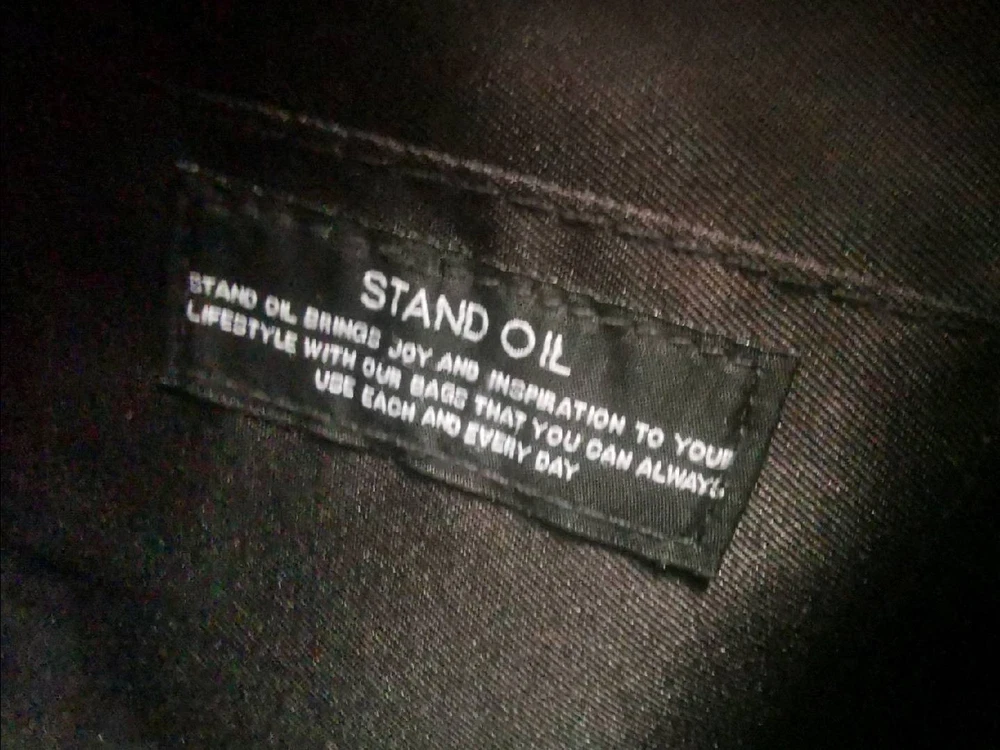 STAND OIL
STAND OIL BRINGS JOY AND INSPIRATION TO YOUR
LIFESTYLE WITH OUR BAGS THAT YOU CAN ALWAYS
USE EACH AND EVERY DAY